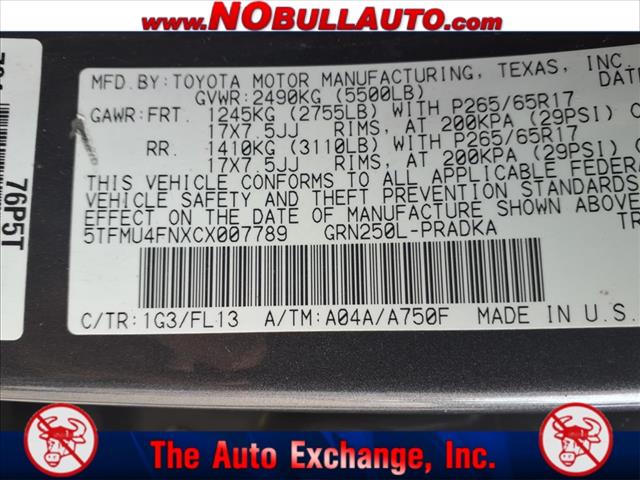 www.NOBULLAUTO.com
MFD.BY:TOYOTA MOTOR MANUFACTURING, TEXAS, INC.
GVWR:2490KG (5500LB) DATE
GAWR:FRT. 1245KG (2755LB) WITH P265/65R17
17X7.5JJ RIMS, AT 200KPA (29PSI) C
RR. 1410KG (3110LB) WITH P265/65R17
17X7.5JJ RIMS, AT 200KPA (29PSI) C
THIS VEHICLE CONFORMS TO ALL APPLICABLE FEDERA
VEHICLE SAFETY AND THEFT PREVENTION STANDARDS
EFFECT ON THE DATE OF MANUFACTURE SHOWN ABOVE
5TFMU4FNXCX007789 GRN250L-PRADKA TR
C/TR:1G3/FL13 A/TM:A04A/A750F MADE IN U.S.
76P5T
The Auto Exchange, Inc.